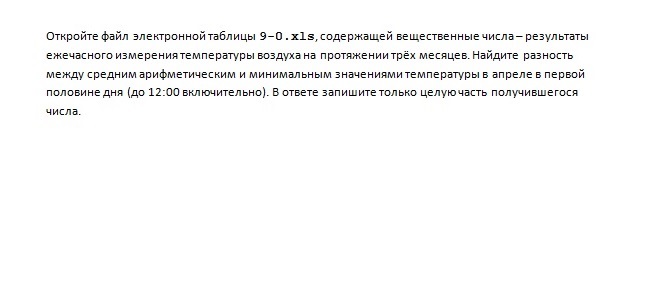 Откройте файл электронной таблицы 9-0.xls, содержащей вещественные числа – результаты
ежечасного измерения температуры воздуха на протяжении трёх месяцев. Найдите разность
между средним арифметическим и минимальным значениями температуры в апреле в первой
половине дня (до 12:00 включительно). В ответе запишите только целую часть получившегося
числа.